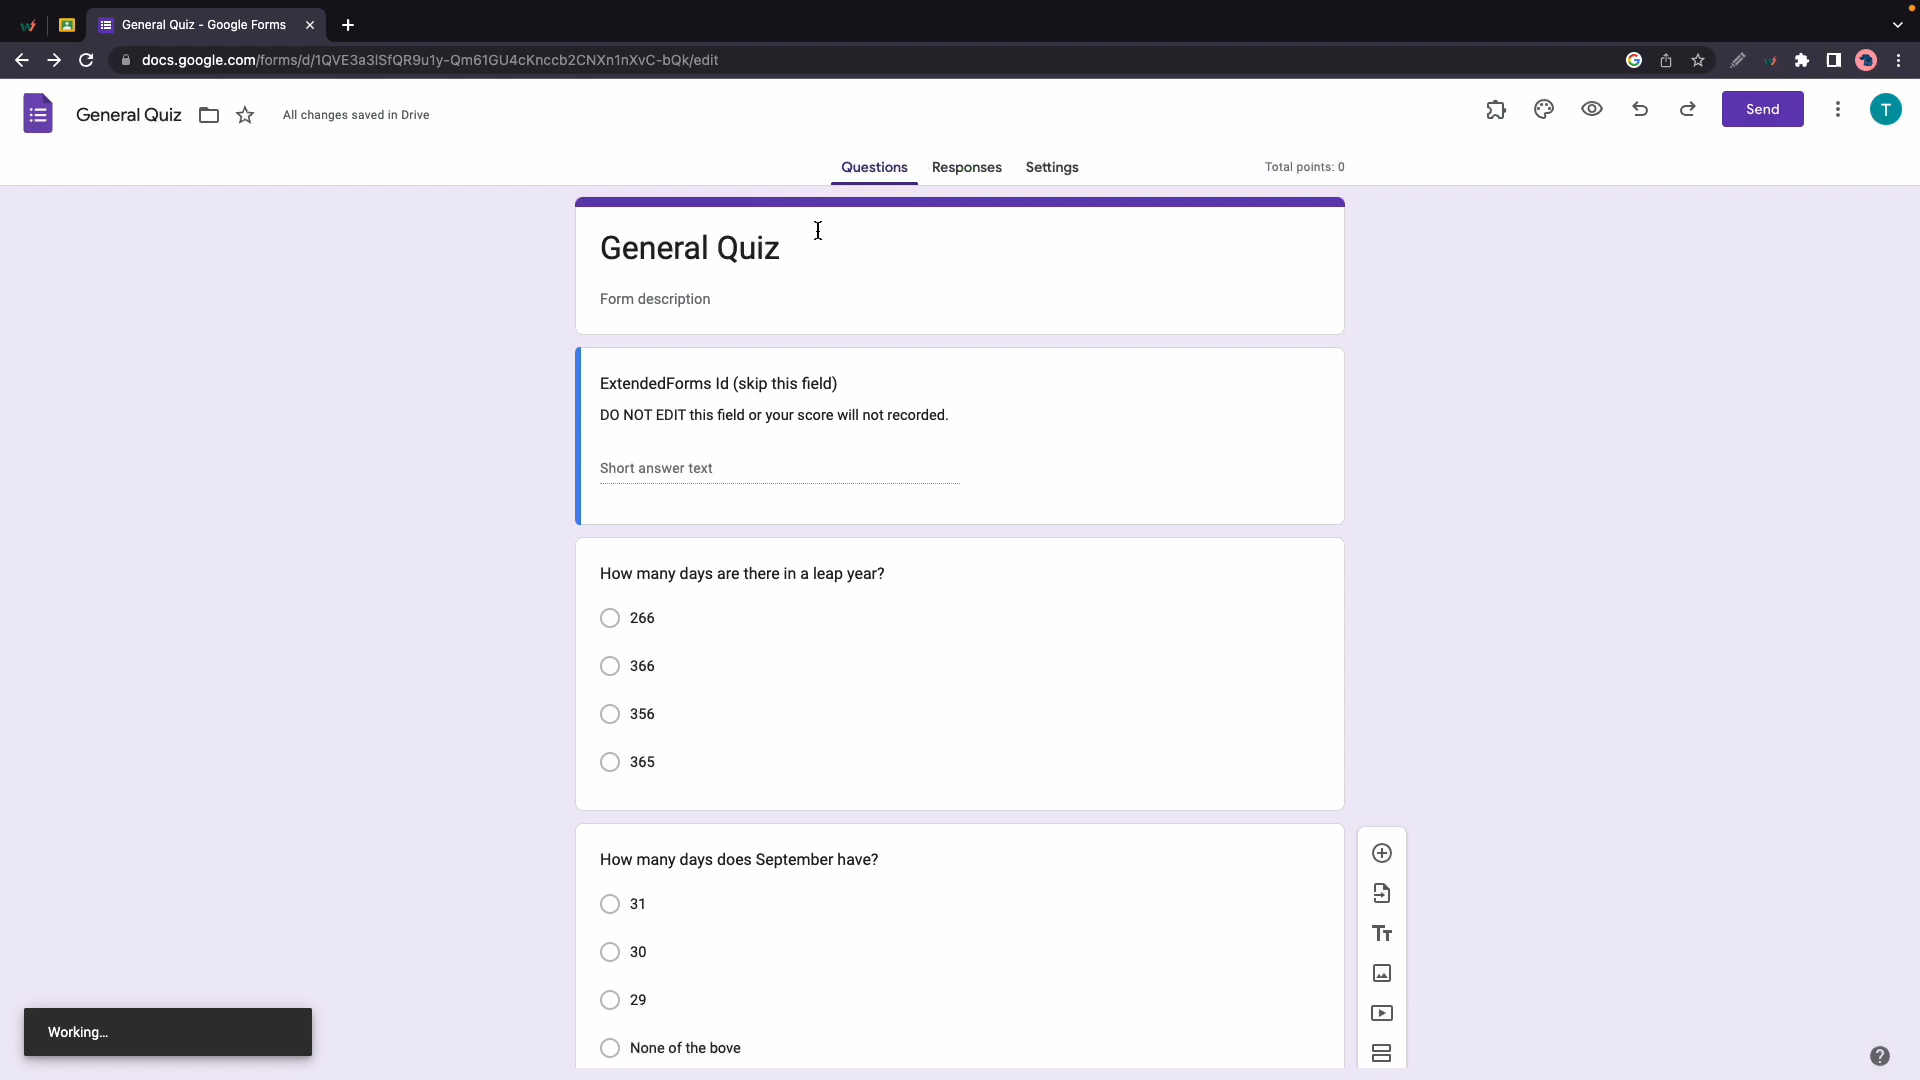 General Quiz - Google Forms
docs.google.com/forms/d/1QVE3a3lSfQR9u1y-Qm61GU4cKnccb2CNXn1nXvC-bQk/edit
General Quiz
All changes saved in Drive
Send
T
Questions
Responses
Settings
Total points: 0
General Quiz
Form description
ExtendedForms Id (skip this field)
DO NOT EDIT this field or your score will not recorded.
Short answer text
How many days are there in a leap year?
266
366
356
365
How many days does September have?
31
30
29
None of the bove
Tт
Working...